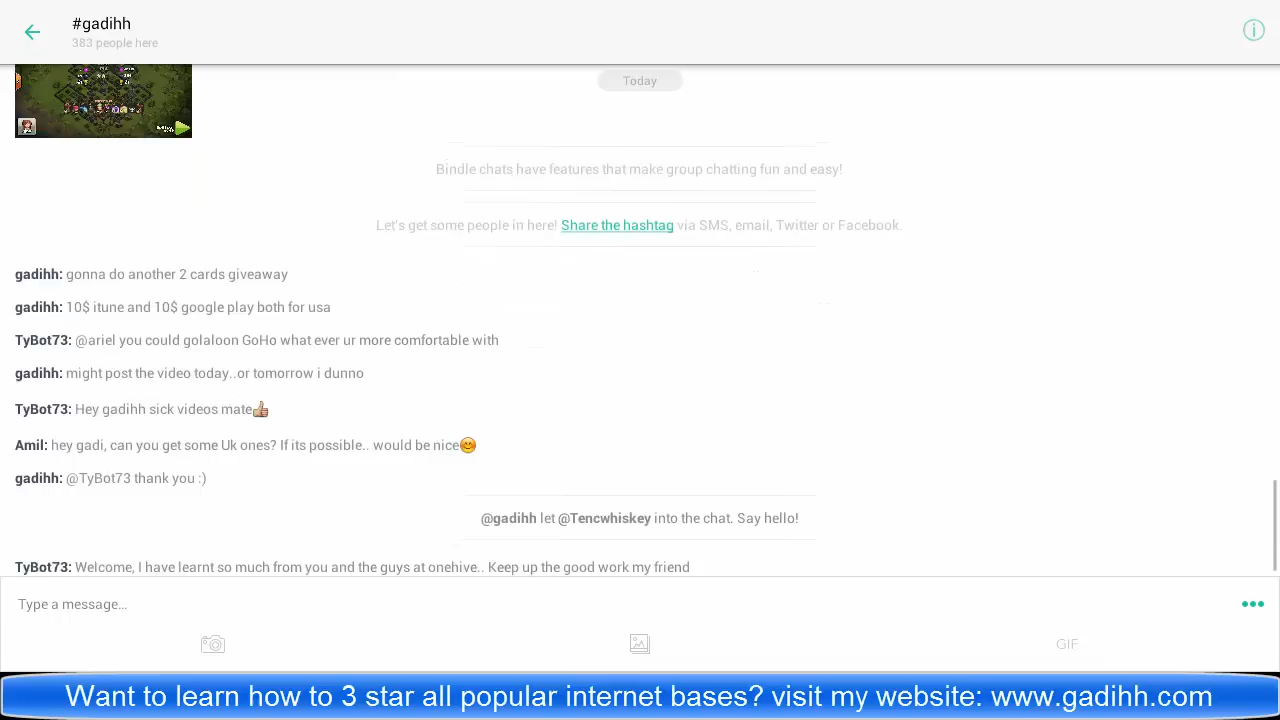 #gadihh
383 people here
Today
Bindle chats have features that make group chatting fun and easy!
Let's get some people in here! Share the hashtag via SMS, email, Twitter or Facebook.
gadihh: gonna do another 2 cards giveaway
gadihh: 10$ itune and 10$ google play both for usa
TyBot73: @ariel you could golaloon GoHo what ever ur more comfortable with
gadihh: might post the video today..or tomorrow i dunno
TyBot73: Hey gadihh sick videos mate👍
Amil: hey gadi, can you get some Uk ones? If its possible.. would be nice😊
gadihh: @TyBot73 thank you :)
@gadihh let @Tencwhiskey into the chat. Say hello!
TyBot73: Welcome, I have learnt so much from you and the guys at onehive.. Keep up the good work my friend
Type a message...
GIF
Want to learn how to 3 star all popular internet bases? visit my website: www.gadihh.com